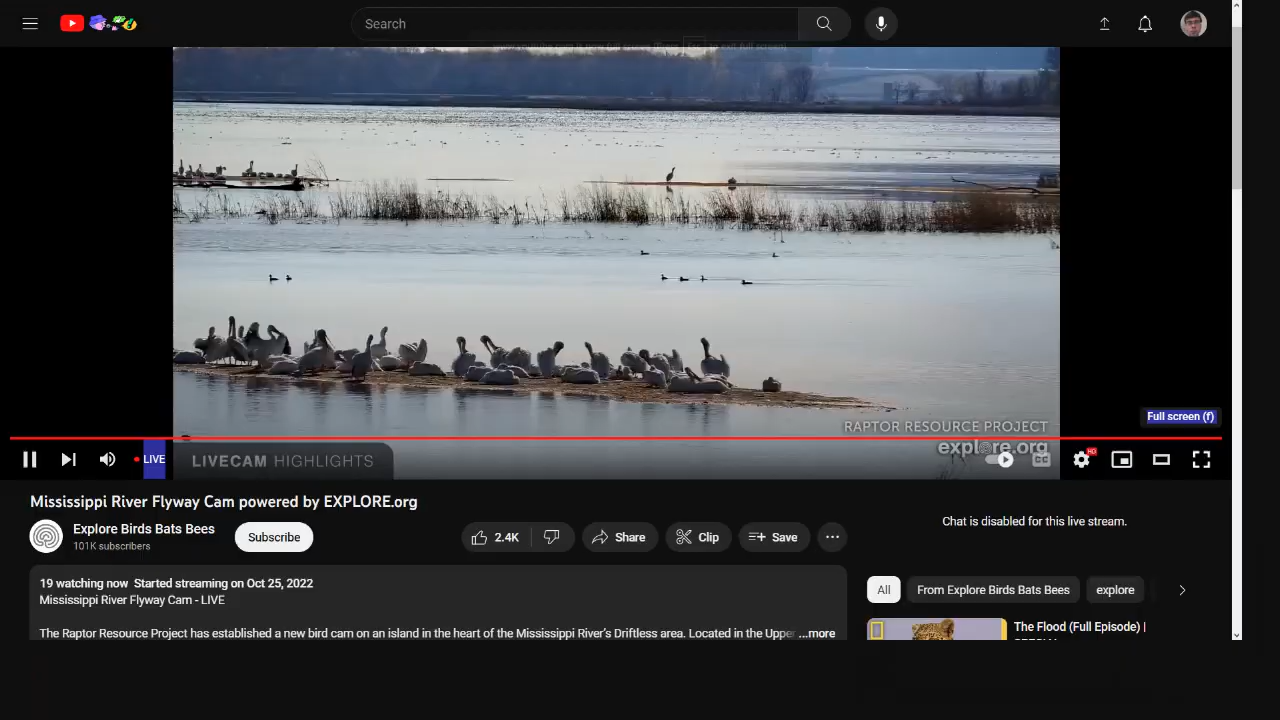 Search
RAPTOR RESOURCE PROJECT
explore.org
Full screen (f)
LIVE
LIVECAM HIGHLIGHTS
CC
HD
Mississippi River Flyway Cam powered by EXPLORE.org
Explore Birds Bats Bees
101K subscribers
Subscribe
2.4K
Share
Clip
Save
Chat is disabled for this live stream.
19 watching now Started streaming on Oct 25, 2022
Mississippi River Flyway Cam - LIVE
The Raptor Resource Project has established a new bird cam on an island in the heart of the Mississippi River's Driftless area. Located in the Upper ...more
All
From Explore Birds Bats Bees
explore
The Flood (Full Episode) |